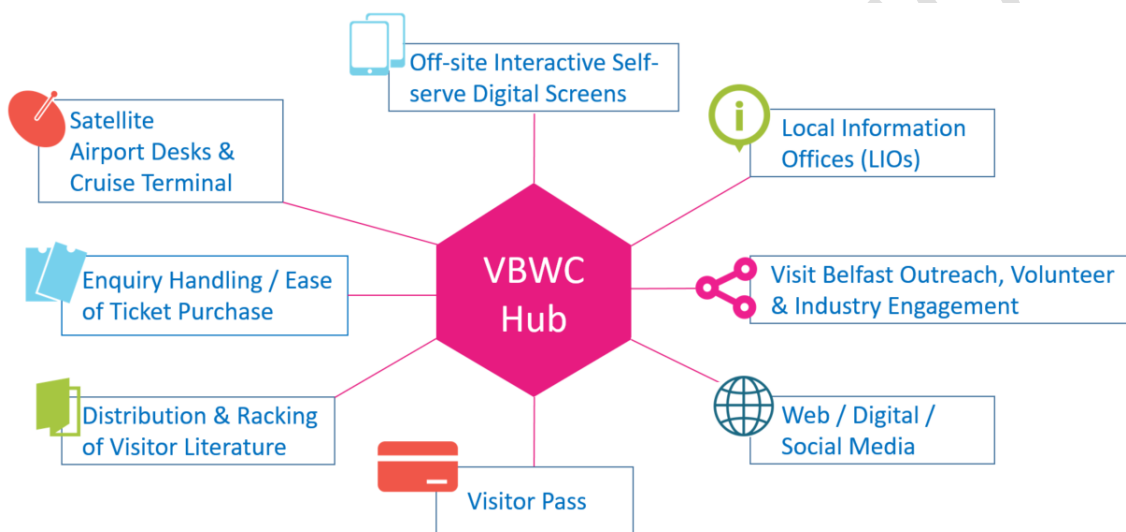 Off-site Interactive Self-
serve Digital Screens
Satellite
Airport Desks &
Cruise Terminal
i
Local Information
Offices (LIOs)
VBWC
Hub
Enquiry Handling / Ease
of Ticket Purchase
Visit Belfast Outreach, Volunteer
& Industry Engagement
Distribution & Racking
of Visitor Literature
Web / Digital /
Social Media
Visitor Pass